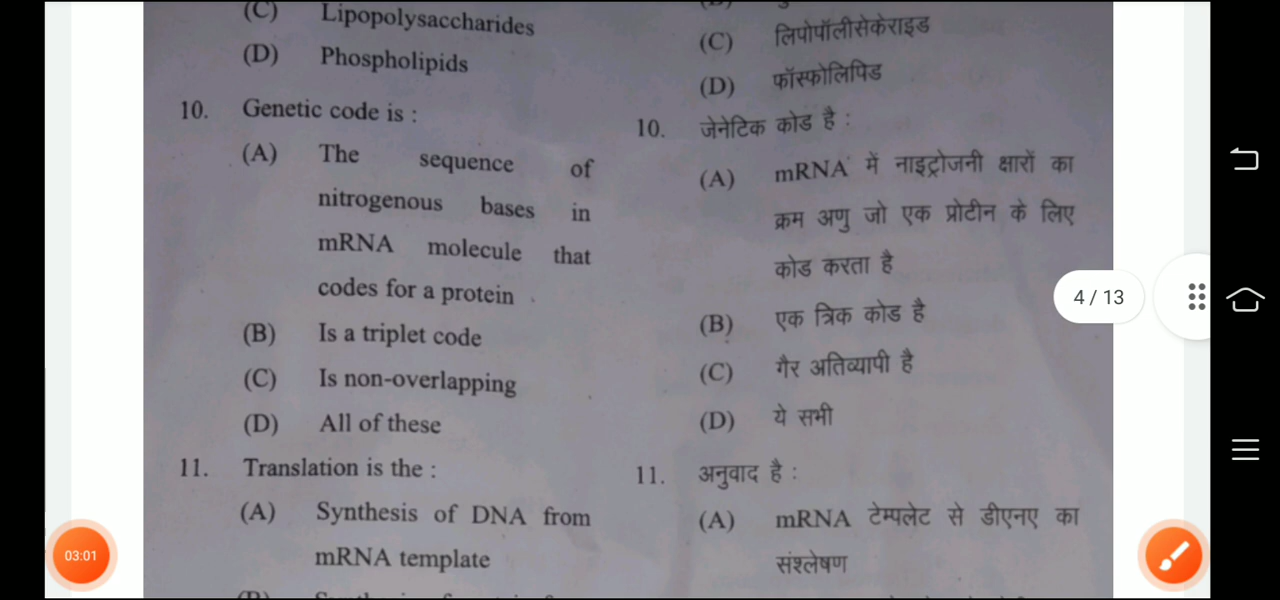 (C) Lipopolysaccharides
(D) Phospholipids
10. Genetic code is :
(A) The sequence of
nitrogenous bases in
mRNA molecule that
codes for a protein
(B) Is a triplet code
(C) Is non-overlapping
(D) All of these
11. Translation is the :
(A) Synthesis of DNA from
mRNA template
(C) लिपोपॉलीसेकेराइड
(D) फॉस्फोलिपिड
10. जेनेटिक कोड है :
(A) mRNA में नाइट्रोजनी क्षारों का
क्रम अणु जो एक प्रोटीन के लिए
कोड करता है
(B) एक त्रिक कोड है
(C) गैर अतिव्यापी है
(D) ये सभी
11. अनुवाद है :
(A) mRNA टेम्पलेट से डीएनए का
संश्लेषण
4 / 13
03:01